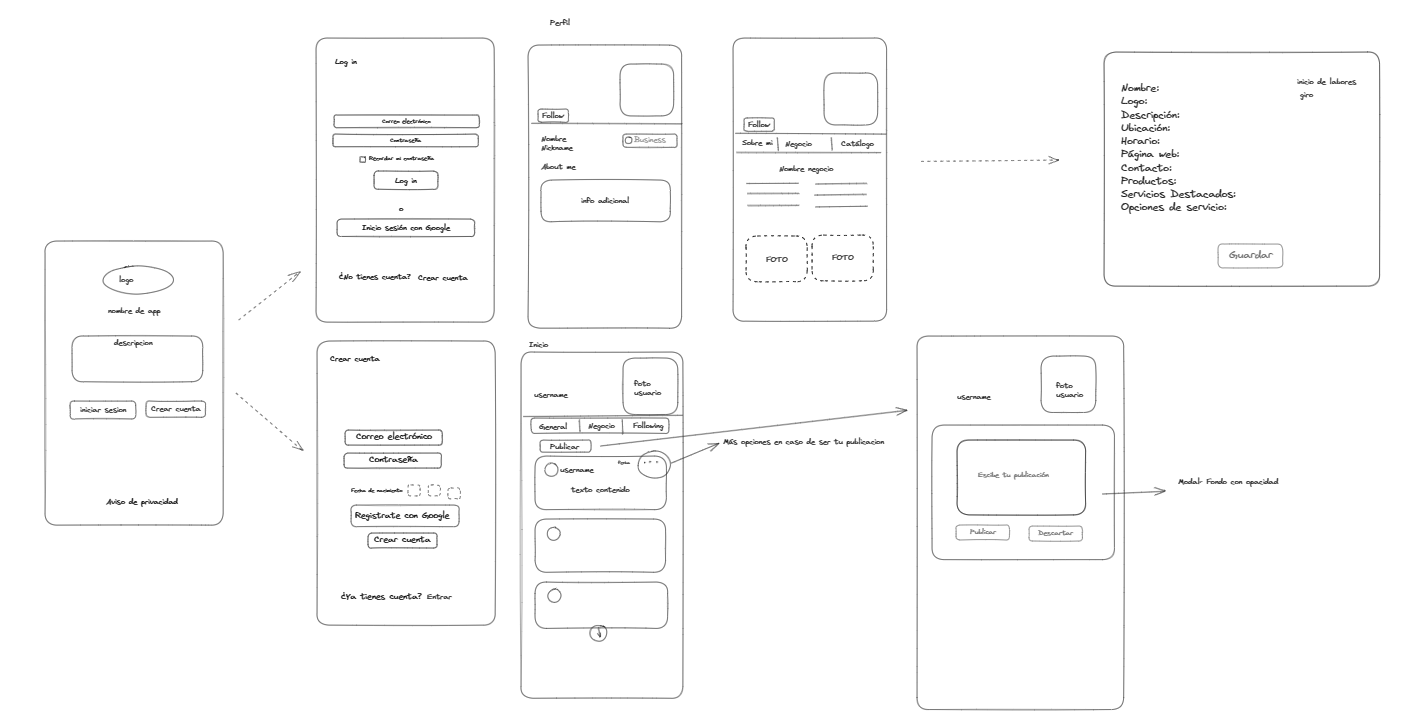 logo
nombre de app
descripcion
iniciar sesion
Crear cuenta
Aviso de privacidad
Log in
Correo electrónico
Contraseña
Recordar mi contraseña
Log in
o
Inicio sesión con Google
¿No tienes cuenta? Crear cuenta
Crear cuenta
Correo electrónico
Contraseña
Fecha de nacimiento
Registrate con Google
Crear cuenta
¿Ya tienes cuenta? Entrar
Perfil
Follow
Nombre
Nickname
Business
About me
info adicional
Inicio
foto
usuario
username
General
Negocio
Following
Publicar
username
fecha
...
texto contenido
Más opciones en caso de ser tu publicacion
Follow
Sobre mi
Negocio
Catálogo
Nombre negocio
FOTO
FOTO
Nombre:
Logo:
Descripción:
Ubicación:
Horario:
Página web:
Contacto:
Productos:
Servicios Destacados:
Opciones de servicio:
inicio de labores
giro
Guardar
foto
usuario
username
Escibe tu publicación
Publicar
Descartar
Modal- Fondo con opacidad